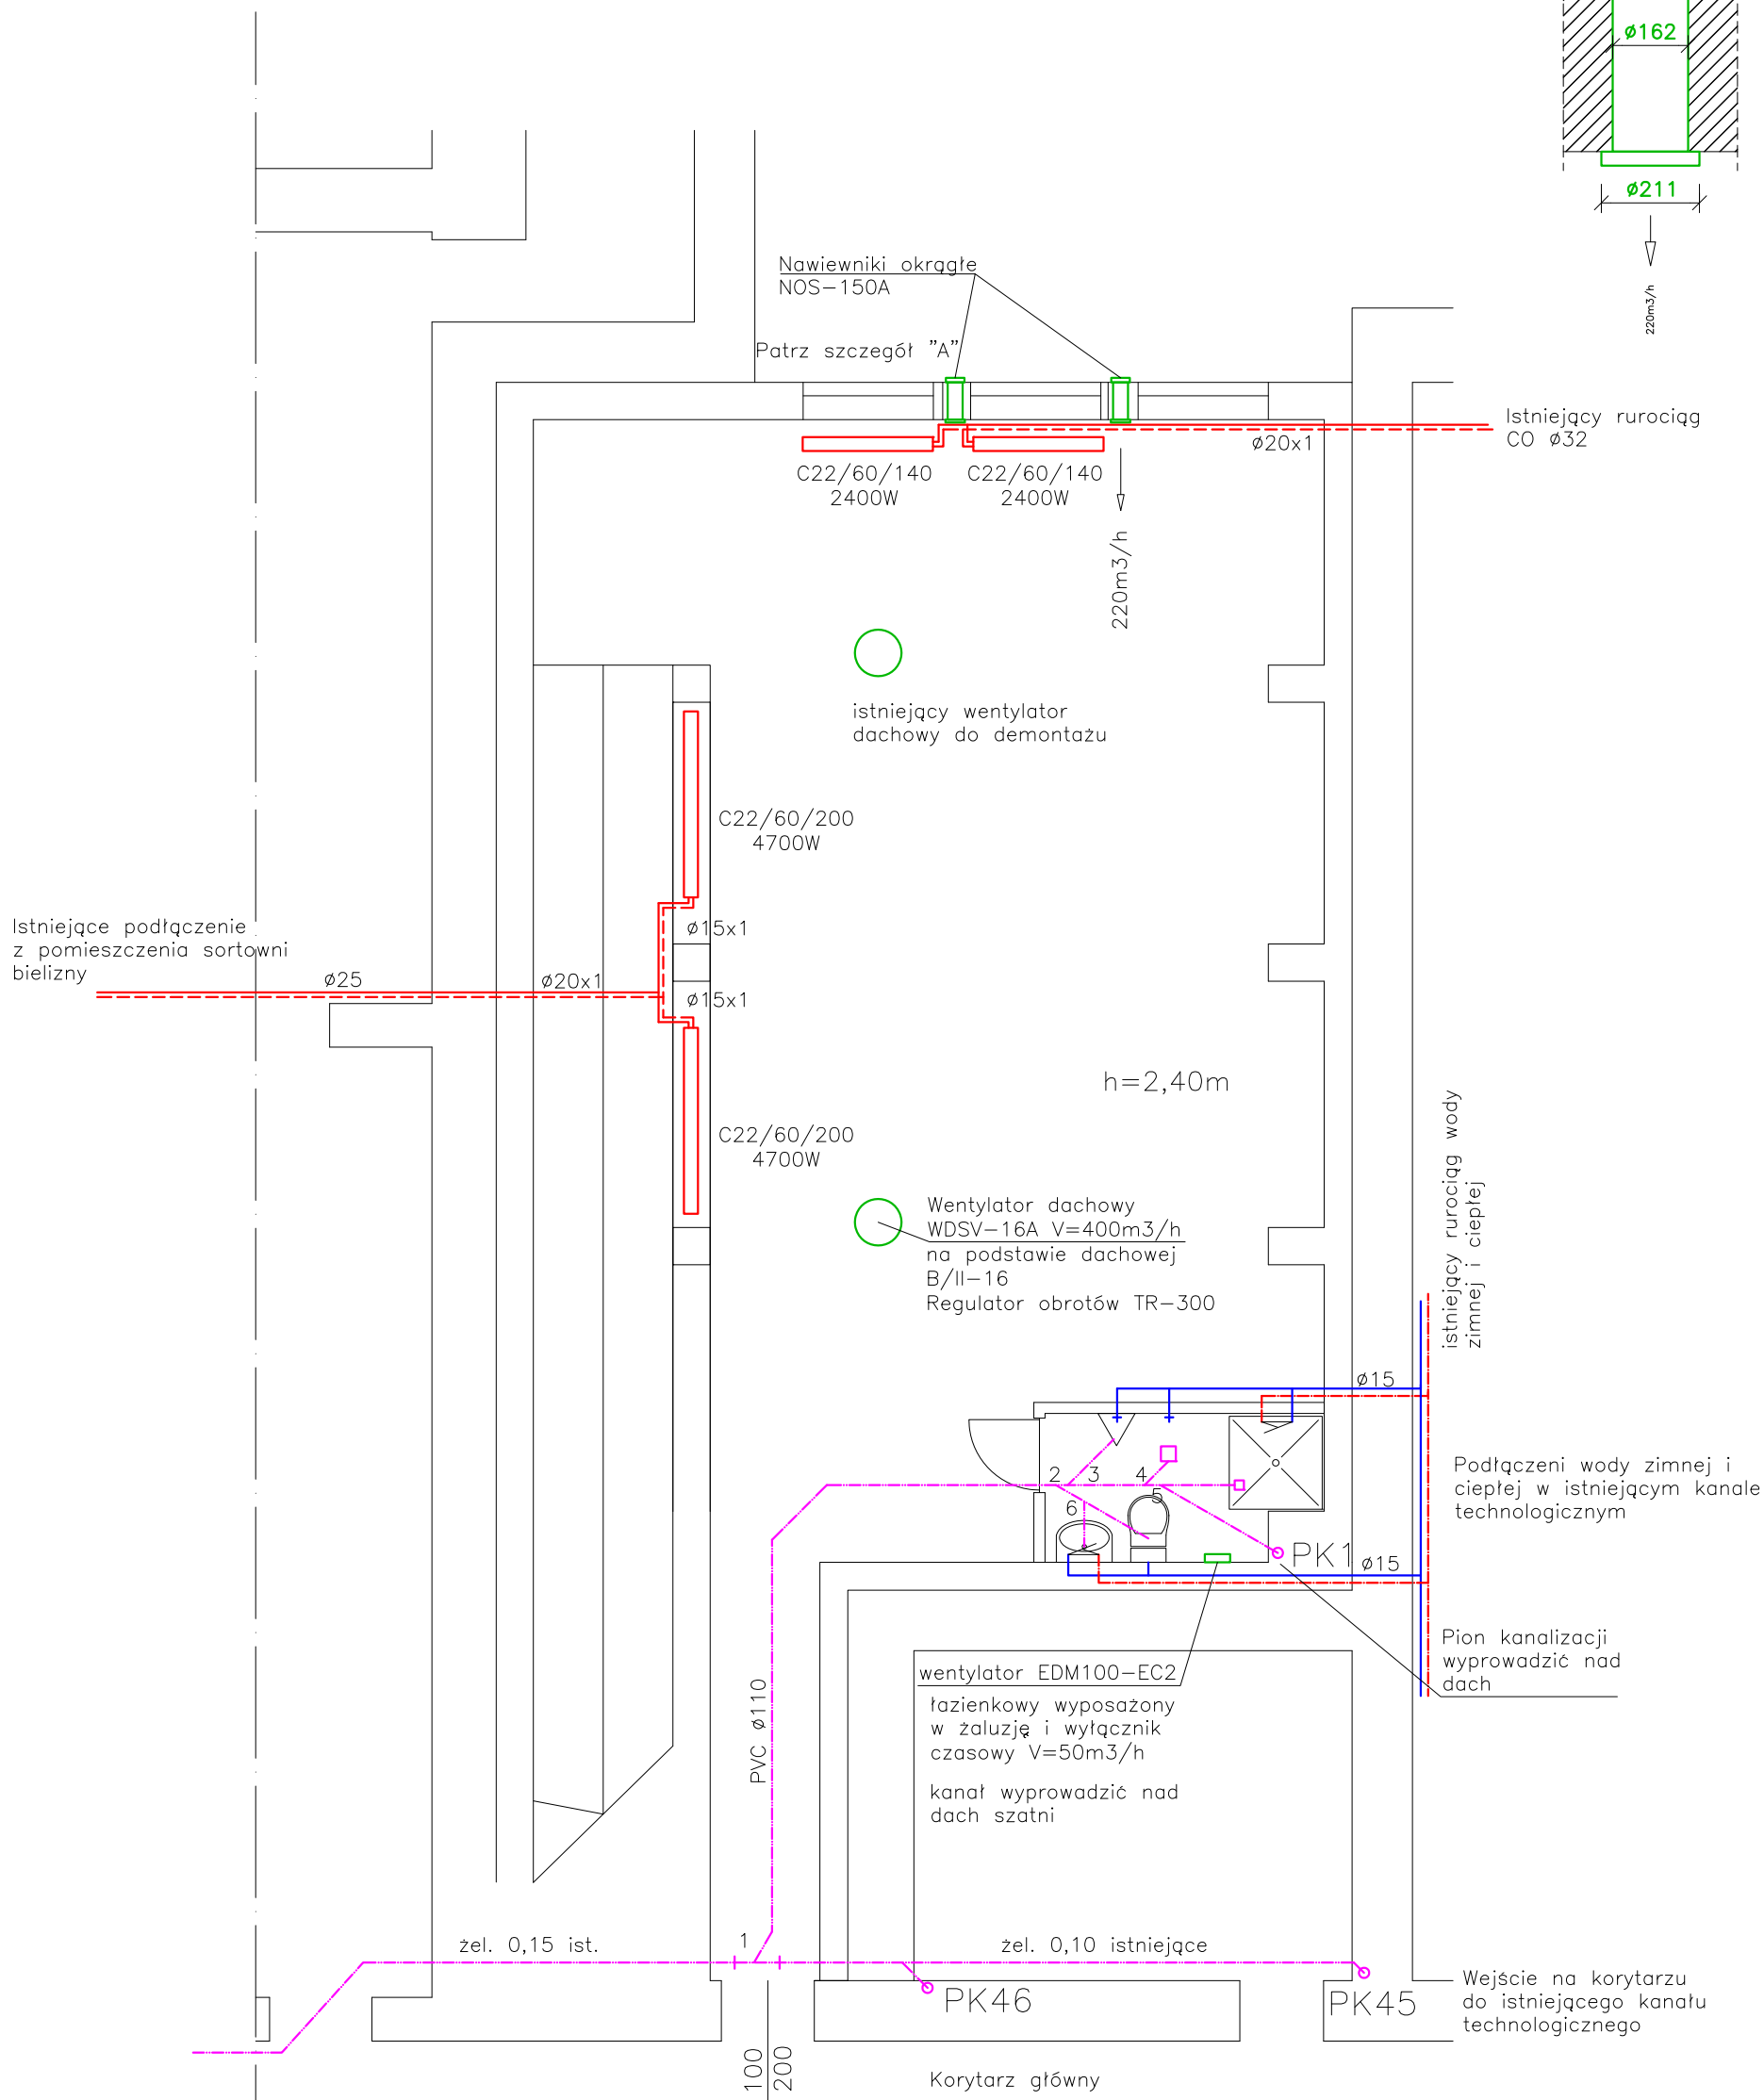 ø162
ø211
220m3/h
Nawiewniki okrągłe
NOS-150A
Patrz szczegół "A"
Istniejący rurociąg
CO ø32
ø20x1
C22/60/140
2400W
C22/60/140
2400W
220m3/h
istniejący wentylator
dachowy do demontażu
C22/60/200
4700W
Istniejące podłączenie
z pomieszczenia sortowni
bielizny
ø25
ø20x1
ø15x1
ø15x1
h=2,40m
C22/60/200
4700W
istniejący rurociąg wody
zimnej i ciepłej
Wentylator dachowy
WDSV-16A V=400m3/h
na podstawie dachowej
B/II-16
Regulator obrotów TR-300
ø15
Podłączeni wody zimnej i
ciepłej w istniejącym kanale
technologicznym
2
3
4
5
6
PK1
ø15
Pion kanalizacji
wyprowadzić nad
dach
wentylator EDM100-EC2
łazienkowy wyposażony
w żaluzję i wyłącznik
czasowy V=50m3/h
kanał wyprowadzić nad
dach szatni
PVC ø110
żel. 0,15 ist.
1
żel. 0,10 istniejące
PK46
PK45
Wejście na korytarzu
do istniejącego kanału
technologicznego
100
200
Korytarz główny